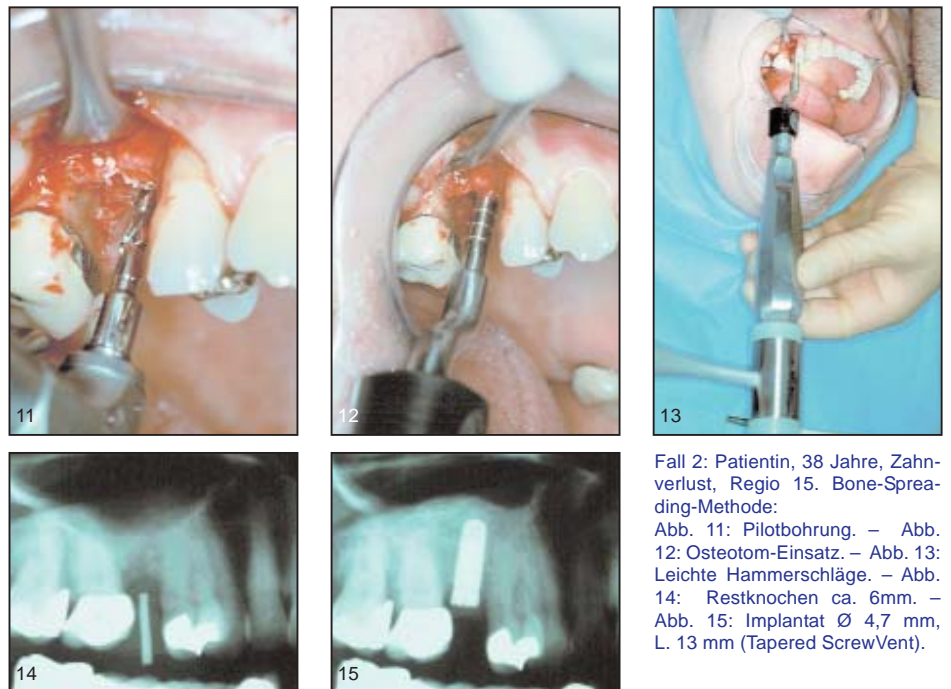 11
12
13
14
15
Fall 2: Patientin, 38 Jahre, Zahn-
verlust, Regio 15. Bone-Sprea-
ding-Methode:
Abb. 11: Pilotbohrung. – Abb.
12: Osteotom-Einsatz. – Abb. 13:
Leichte Hammerschläge. – Abb.
14: Restknochen ca. 6mm. –
Abb. 15: Implantat Ø 4,7 mm,
L. 13 mm (Tapered ScrewVent).